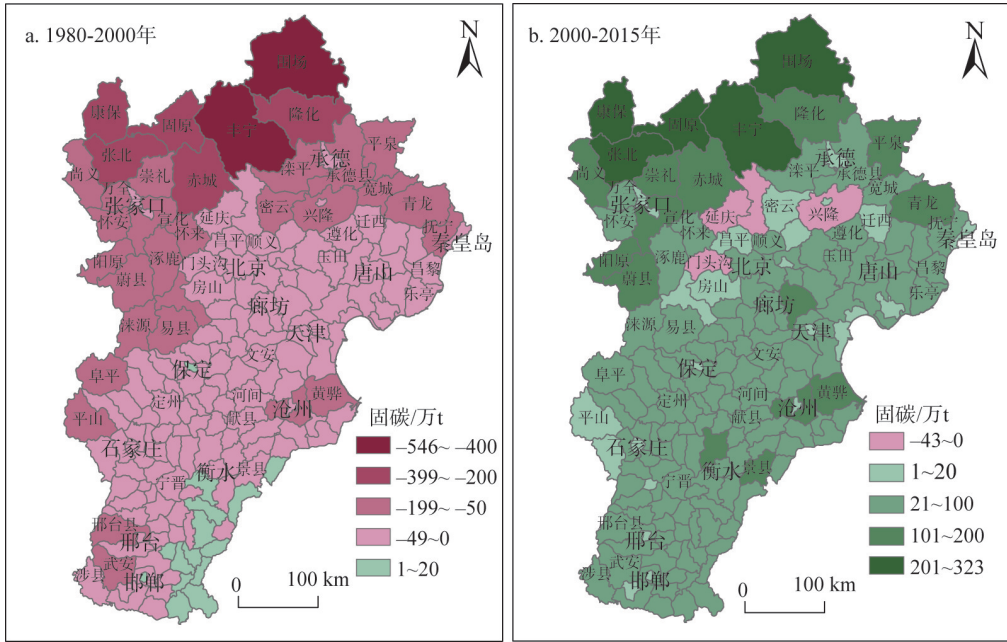 a. 1980-2000年
N
围场
康保
固原
丰宁
隆化
张北
平泉
尚义
崇礼
赤城
滦平
承德
承德县
万全
宽城
张家口
宣化
延庆
密云
兴隆
青龙
怀安
怀来
迁西
抚宁
遵化
秦皇岛
昌平
顺义
阳原
涿鹿
门头沟
北京
玉田
唐山
昌黎
蔚县
房山
乐亭
廊坊
涞源
易县
天津
文安
阜平
保定
定州
河间
黄骅
沧州
平山
献县
石家庄
衡水
景县
宁晋
邢台县
邢台
武安
涉县
邯郸
固碳/万t
–546~ –400
–399~ –200
–199~ –50
–49~0
1~20
0 100 km
b. 2000-2015年
N
围场
康保
固原
丰宁
隆化
张北
平泉
尚义
崇礼
赤城
滦平
承德
承德县
万全
宽城
张家口
宣化
延庆
密云
兴隆
青龙
怀安
怀来
迁西
抚宁
遵化
秦皇岛
昌平
顺义
阳原
涿鹿
门头沟
北京
玉田
唐山
昌黎
蔚县
房山
乐亭
廊坊
涞源
易县
天津
文安
阜平
保定
定州
河间
黄骅
沧州
平山
献县
石家庄
衡水
景县
宁晋
邢台县
邢台
武安
涉县
邯郸
固碳/万t
–43~0
1~20
21~100
101~200
201~323
0 100 km